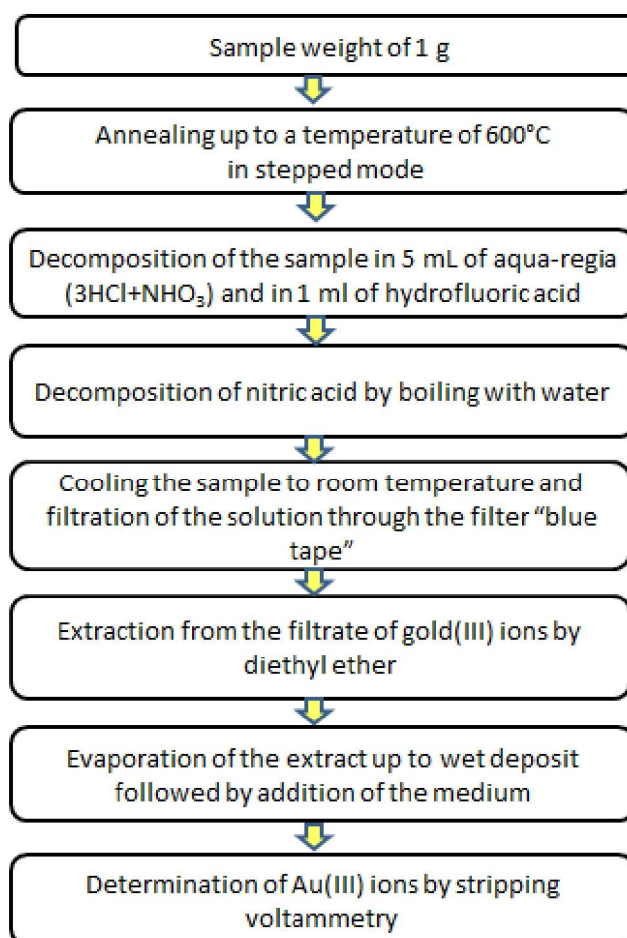 Sample weight of 1 g
Annealing up to a temperature of 600°C
in stepped mode
Decomposition of the sample in 5 mL of aqua-regia
(3HCl+NHO₃) and in 1 ml of hydrofluoric acid
Decomposition of nitric acid by boiling with water
Cooling the sample to room temperature and
filtration of the solution through the filter “blue
tape”
Extraction from the filtrate of gold(III) ions by
diethyl ether
Evaporation of the extract up to wet deposit
followed by addition of the medium
Determination of Au(III) ions by stripping
voltammetry